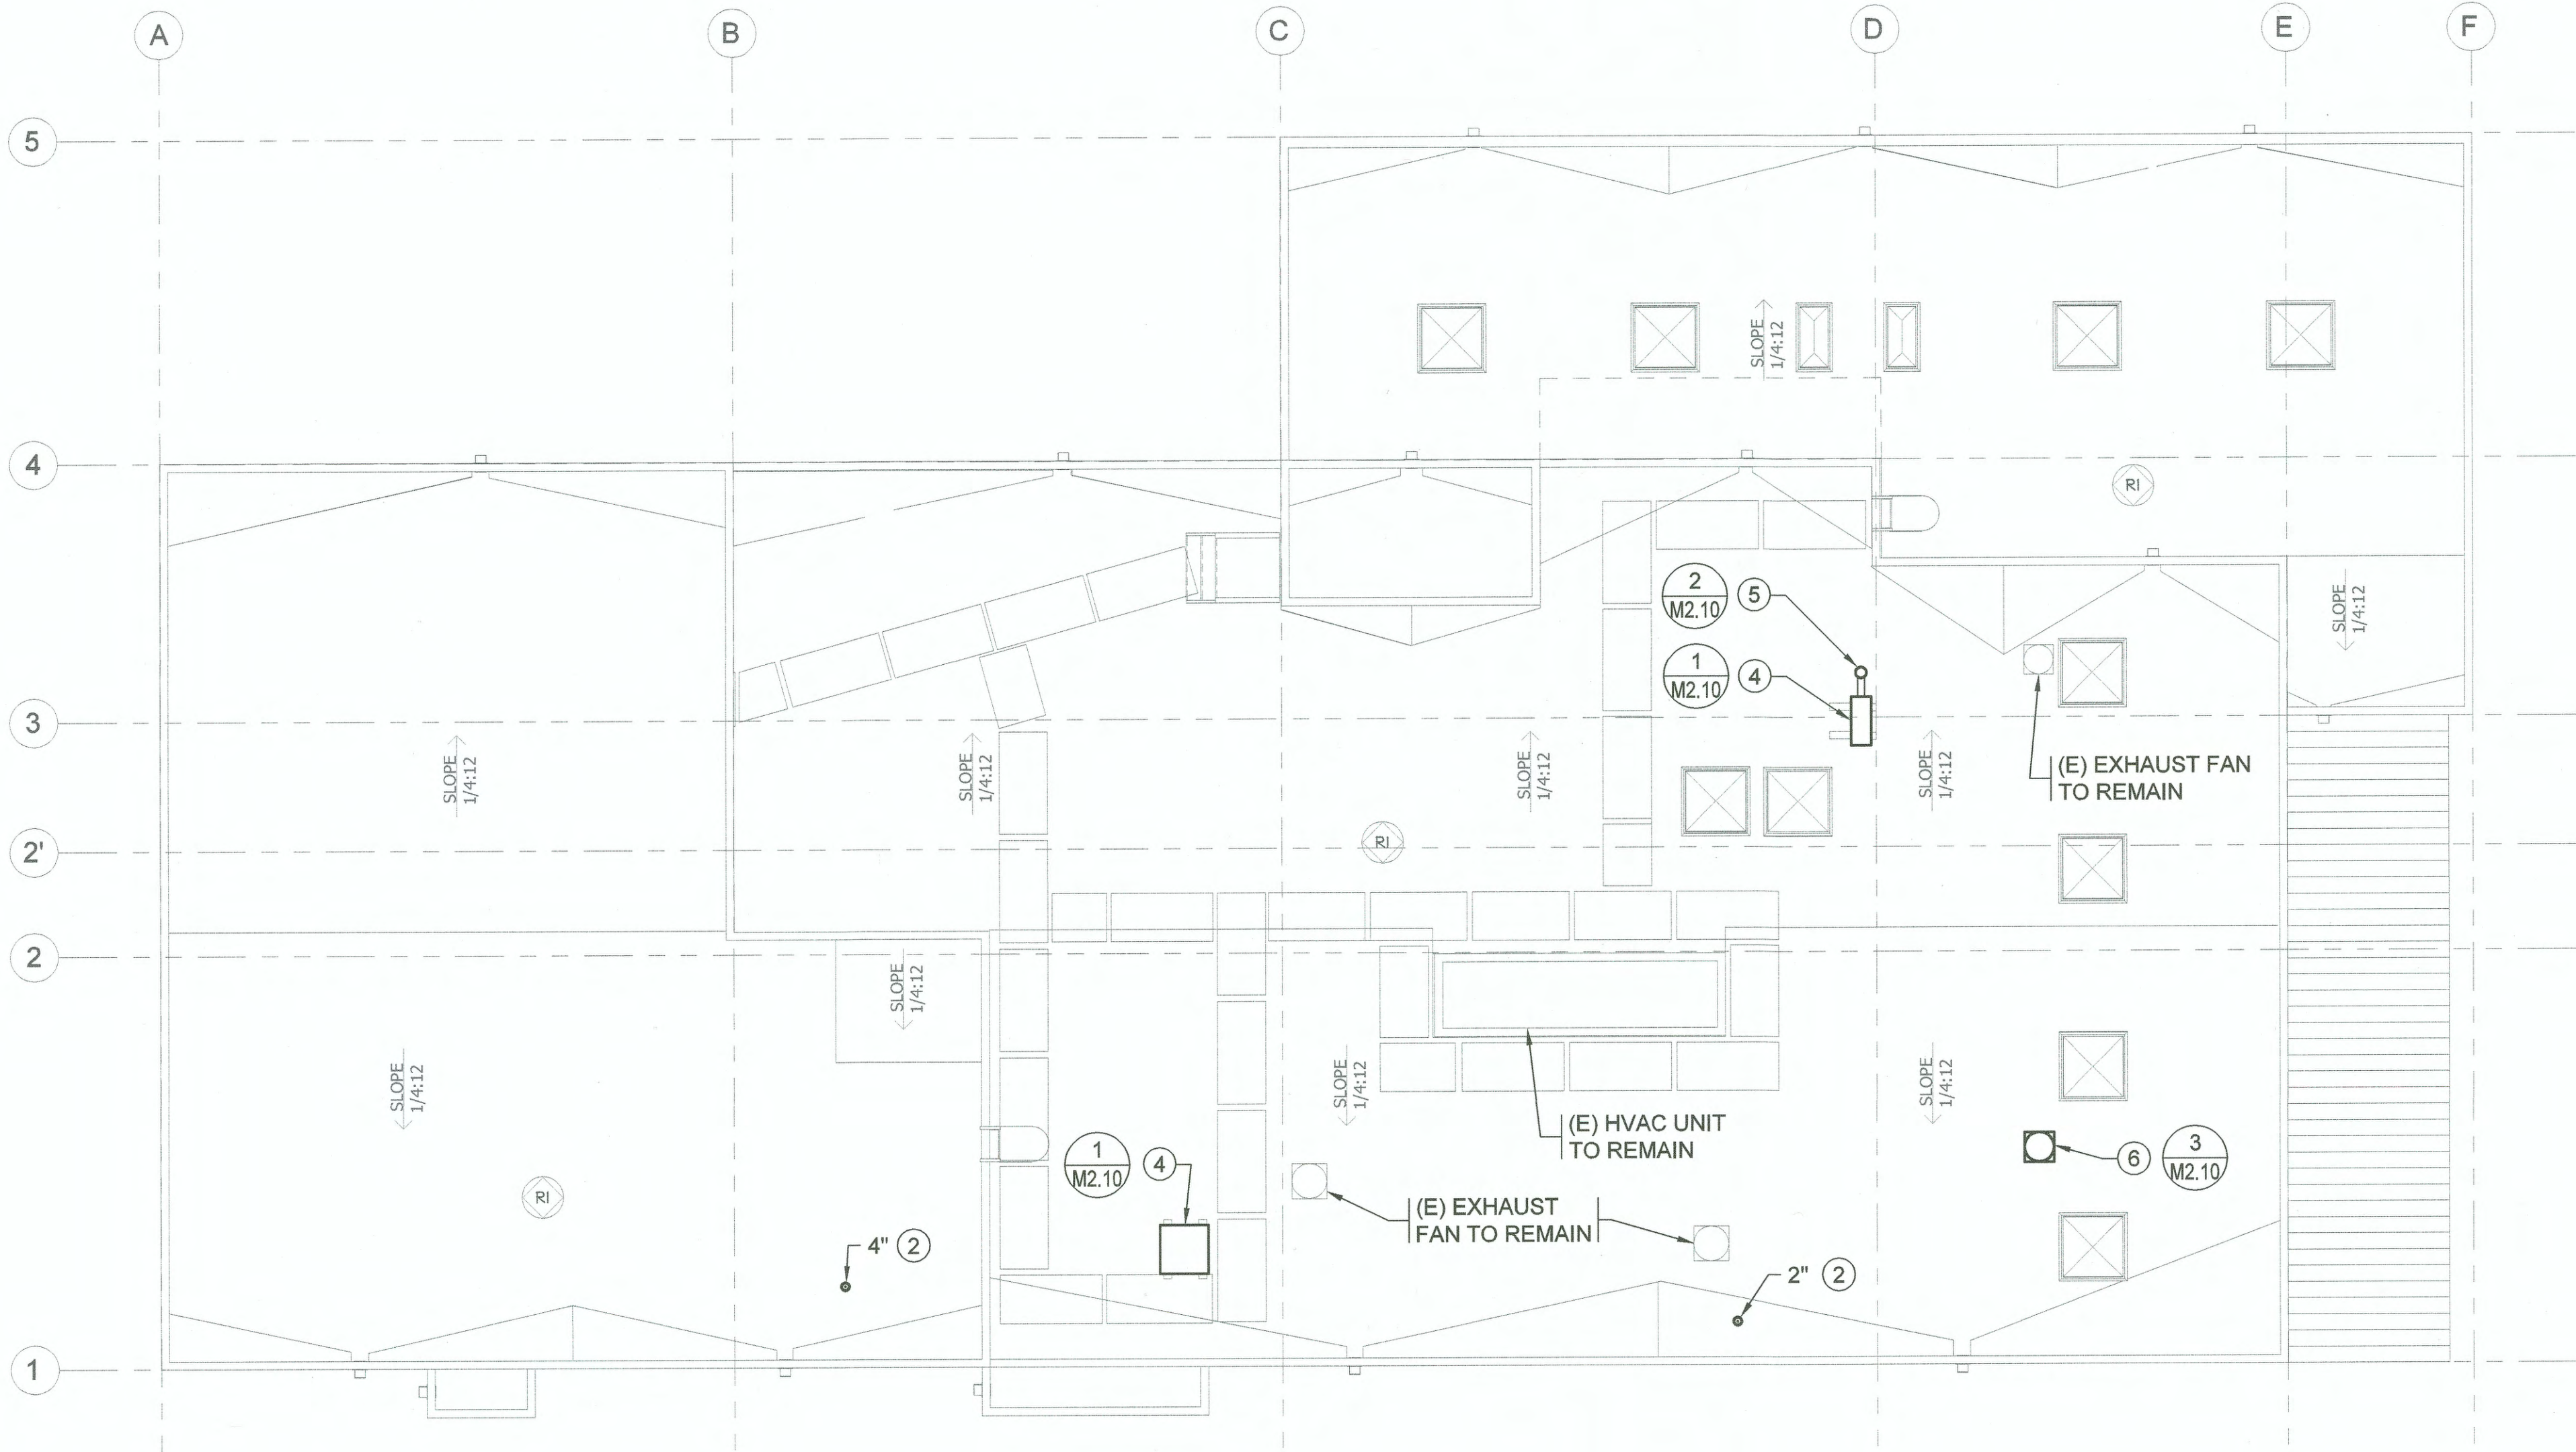 A
B
C
D
E
F
5
4
SLOPE
1/4:12
RI
2
M2.10
5
SLOPE
1/4:12
1
M2.10
4
3
SLOPE
1/4:12
SLOPE
1/4:12
SLOPE
1/4:12
SLOPE
1/4:12
(E) EXHAUST FAN
TO REMAIN
2'
RI
2
SLOPE
1/4:12
SLOPE
1/4:12
SLOPE
1/4:12
SLOPE
1/4:12
(E) HVAC UNIT
TO REMAIN
1
M2.10
4
6
3
M2.10
RI
(E) EXHAUST
FAN TO REMAIN
4" 2
2" 2
1